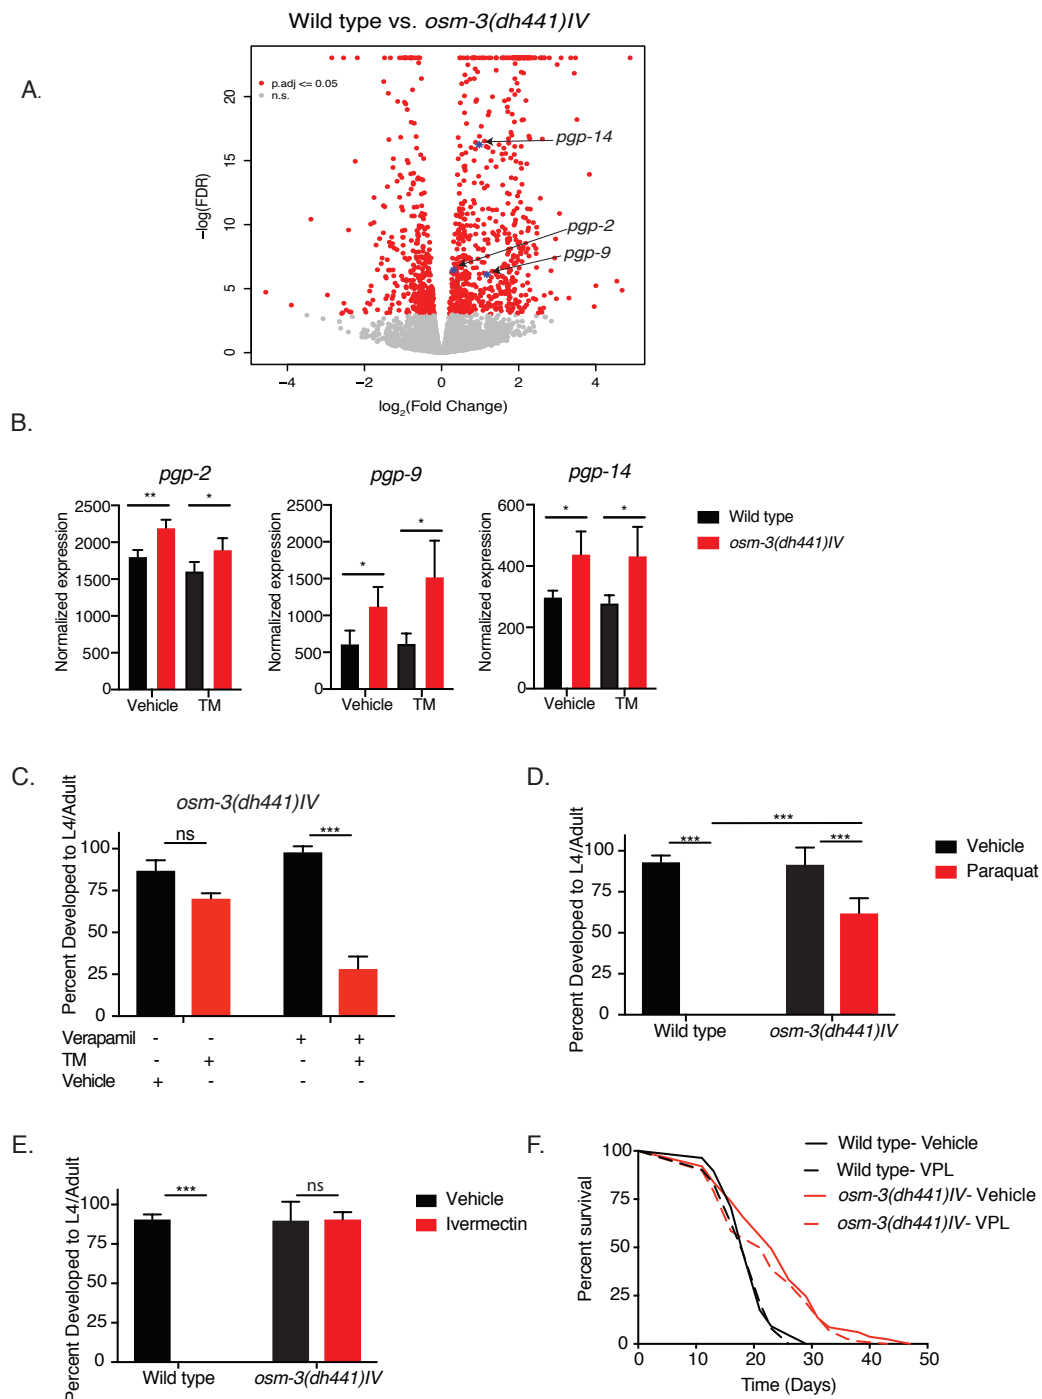 Wild type vs. osm-3(dh441)IV
A.
p.adj <= 0.05
n.s.
20
15
10
5
0
−log(FDR)
pgp-14
pgp-2
pgp-9
−4 −2 0 2 4
log2(Fold Change)
B.
pgp-2
Normalized expression
2500
2000
1500
1000
500
0
** *
Vehicle TM
pgp-9
Normalized expression
2500
2000
1500
1000
500
0
* *
Vehicle TM
pgp-14
Normalized expression
600
400
200
0
* *
Vehicle TM
Wild type
osm-3(dh441)IV
C.
osm-3(dh441)IV
Percent Developed to L4/Adult
100
75
50
25
0
ns ***
Verapamil - - + +
TM - + - +
Vehicle + - - -
D.
Percent Developed to L4/Adult
100
75
50
25
0
***
*** ***
Wild type osm-3(dh441)IV
Vehicle
Paraquat
E.
Percent Developed to L4/Adult
100
75
50
25
0
*** ns
Wild type osm-3(dh441)IV
Vehicle
Ivermectin
F.
Percent survival
100
75
50
25
0
0 10 20 30 40 50
Time (Days)
Wild type- Vehicle
Wild type- VPL
osm-3(dh441)IV- Vehicle
osm-3(dh441)IV- VPL